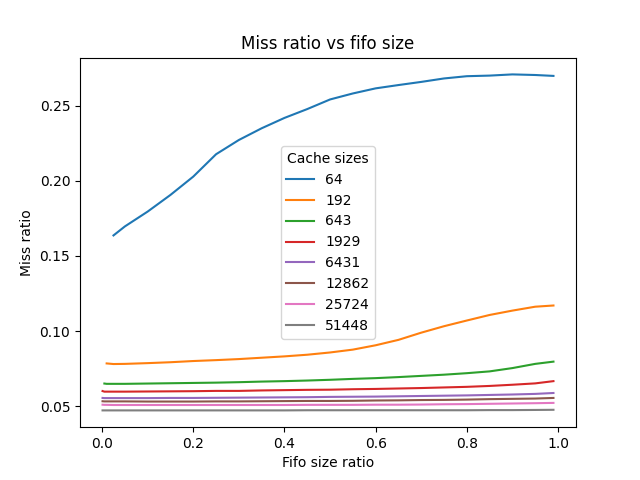 Miss ratio vs fifo size
0.25
0.20
0.15
0.10
0.05
Miss ratio
Cache sizes
64
192
643
1929
6431
12862
25724
51448
0.0 0.2 0.4 0.6 0.8 1.0
Fifo size ratio